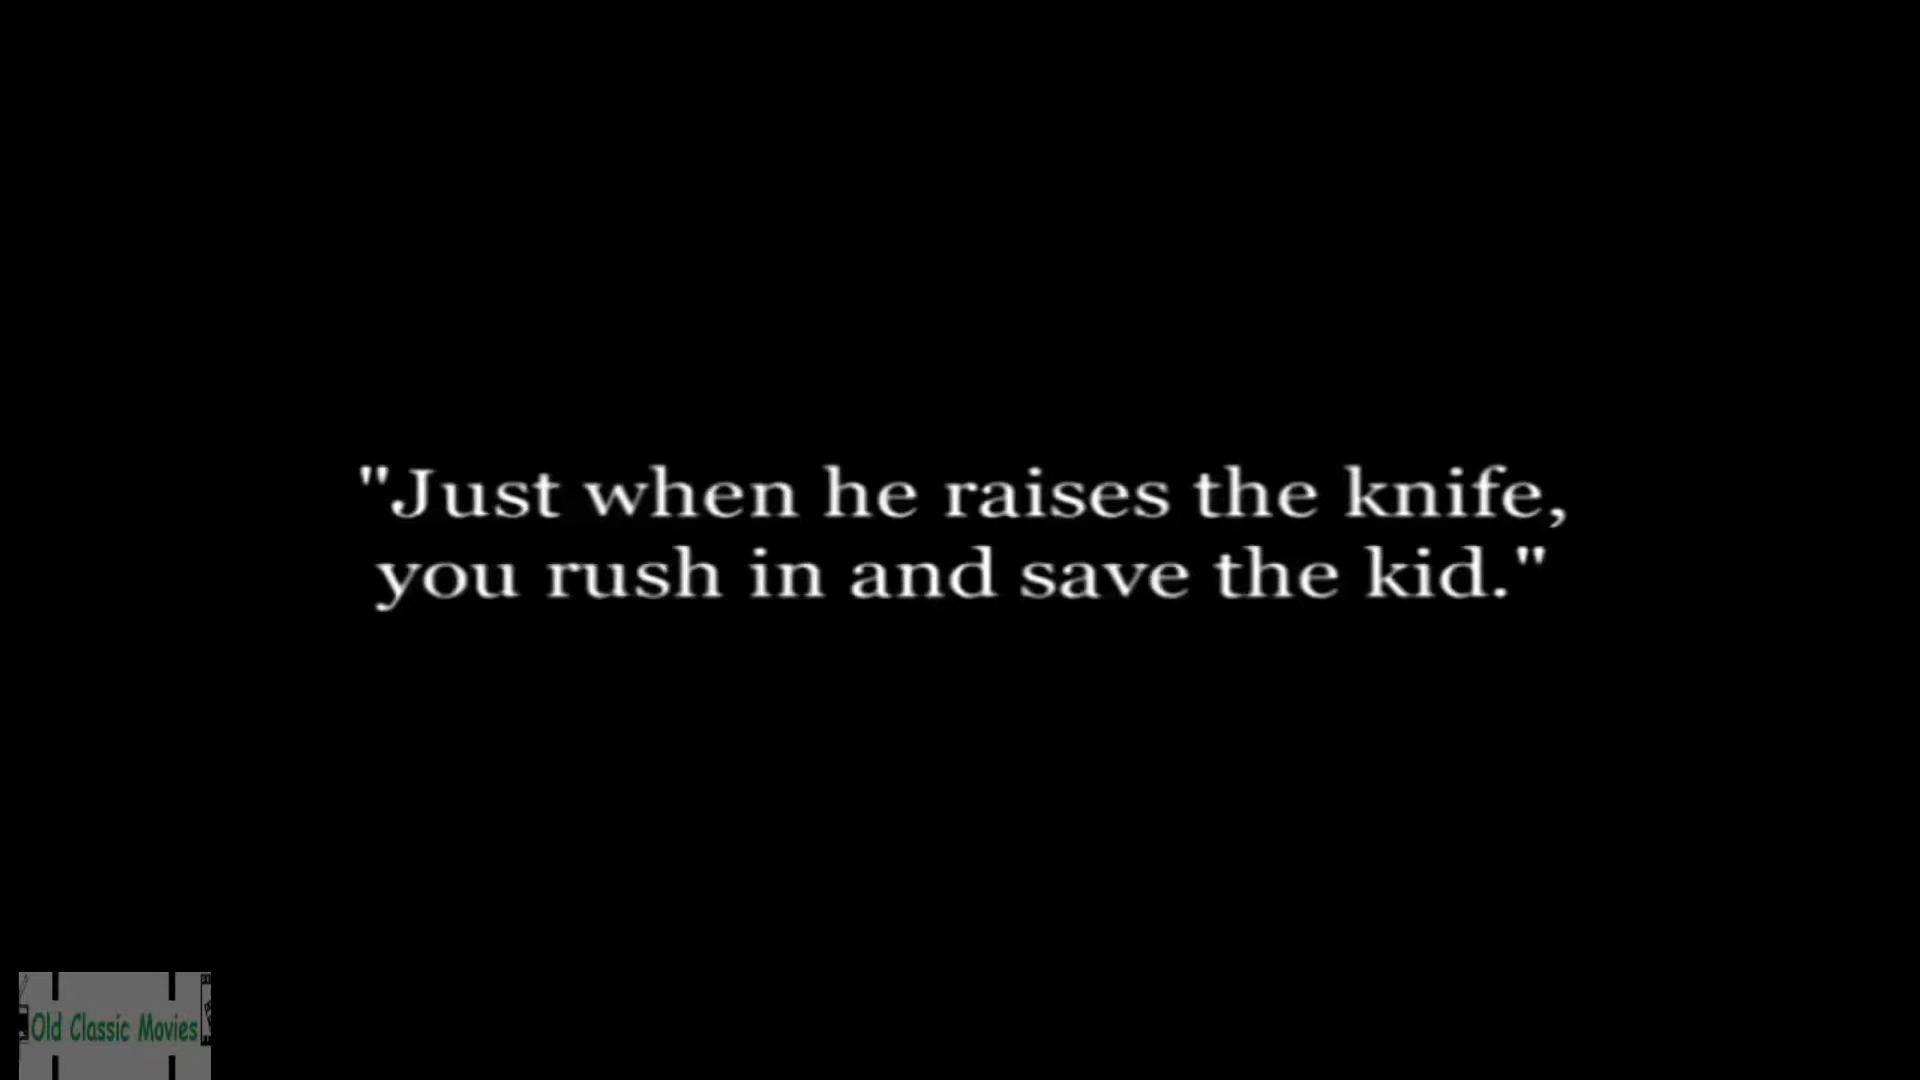 "Just when he raises the knife,
you rush in and save the kid."
Old Classic Movies